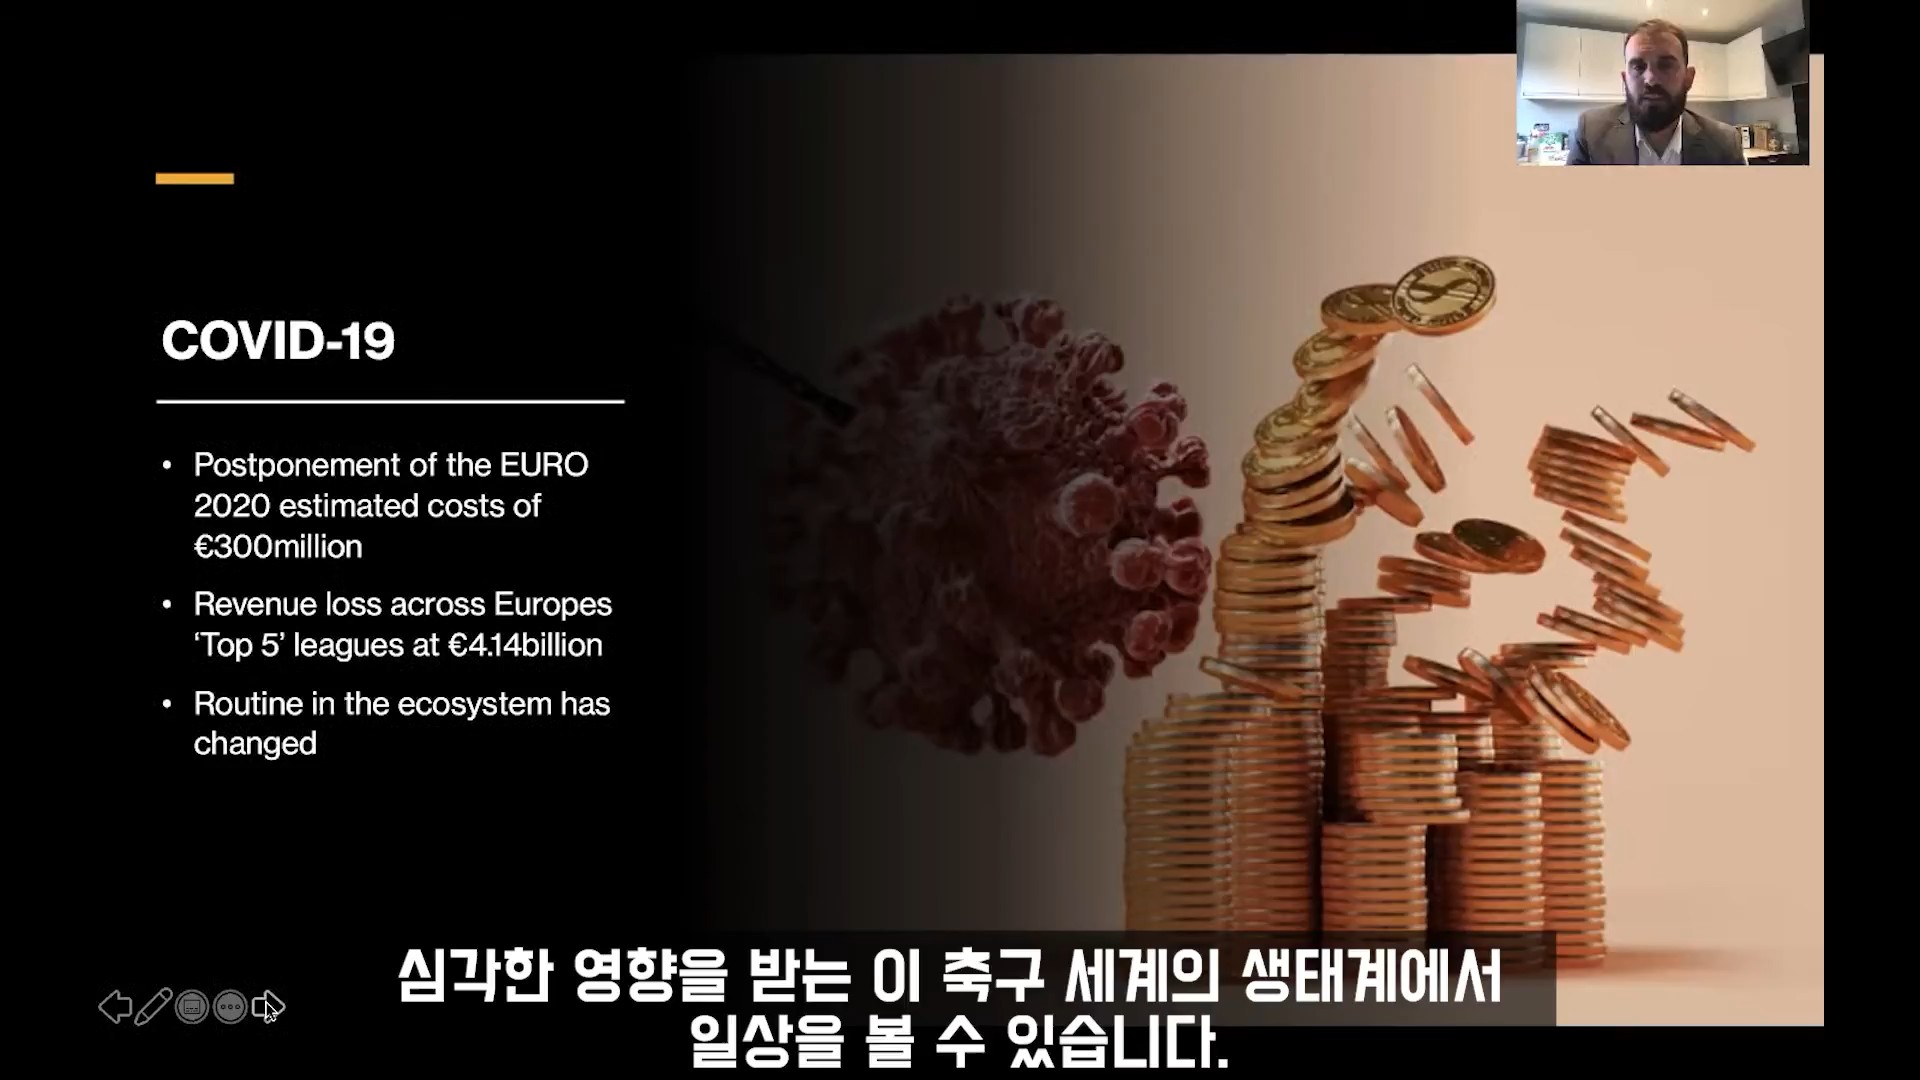 COVID-19
• Postponement of the EURO
2020 estimated costs of
€300million
• Revenue loss across Europes
‘Top 5’ leagues at €4.14billion
• Routine in the ecosystem has
changed
심각한 영향을 받는 이 축구 세계의 생태계에서
일상을 볼 수 있습니다.